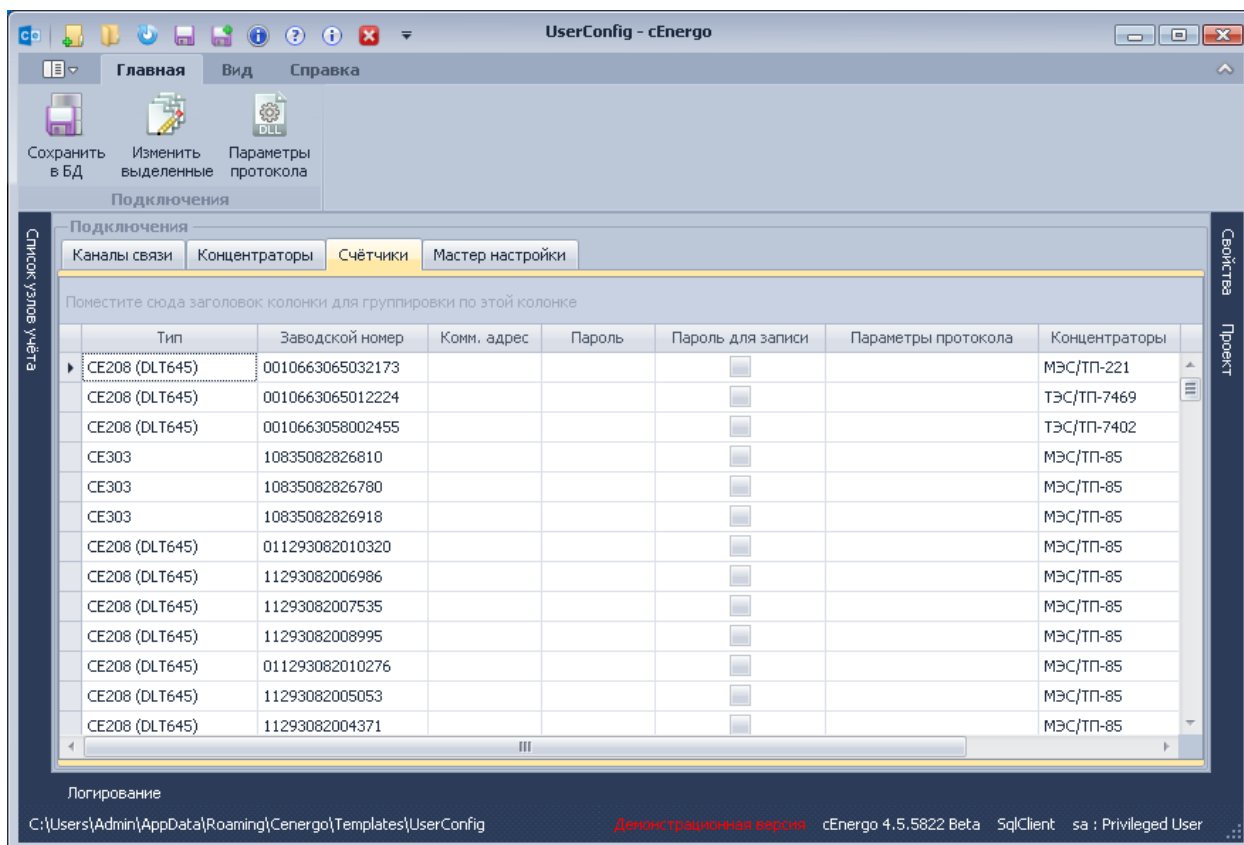 UserConfig - cEnergo
Главная Вид Справка
Сохранить в БД Изменить выделенные Параметры протокола
DLL
Подключения
Список узлов учёта
Подключения
Каналы связи Концентраторы Счётчики Мастер настройки
Поместите сюда заголовок колонки для группировки по этой колонке
Тип Заводской номер Комм. адрес Пароль Пароль для записи Параметры протокола Концентраторы
CE208 (DLT645) 0010663065032173 МЭС/ТП-221
CE208 (DLT645) 0010663065012224 ТЭС/ТП-7469
CE208 (DLT645) 0010663058002455 ТЭС/ТП-7402
CE303 10835082826810 МЭС/ТП-85
CE303 10835082826780 МЭС/ТП-85
CE303 10835082826918 МЭС/ТП-85
CE208 (DLT645) 011293082010320 МЭС/ТП-85
CE208 (DLT645) 11293082006986 МЭС/ТП-85
CE208 (DLT645) 11293082007535 МЭС/ТП-85
CE208 (DLT645) 11293082008995 МЭС/ТП-85
CE208 (DLT645) 011293082010276 МЭС/ТП-85
CE208 (DLT645) 11293082005053 МЭС/ТП-85
CE208 (DLT645) 11293082004371 МЭС/ТП-85
Свойства
Проект
Логирование
C:\Users\Admin\AppData\Roaming\Cenergo\Templates\UserConfig Демонстрационная версия cEnergo 4.5.5822 Beta SqlClient sa : Privileged User